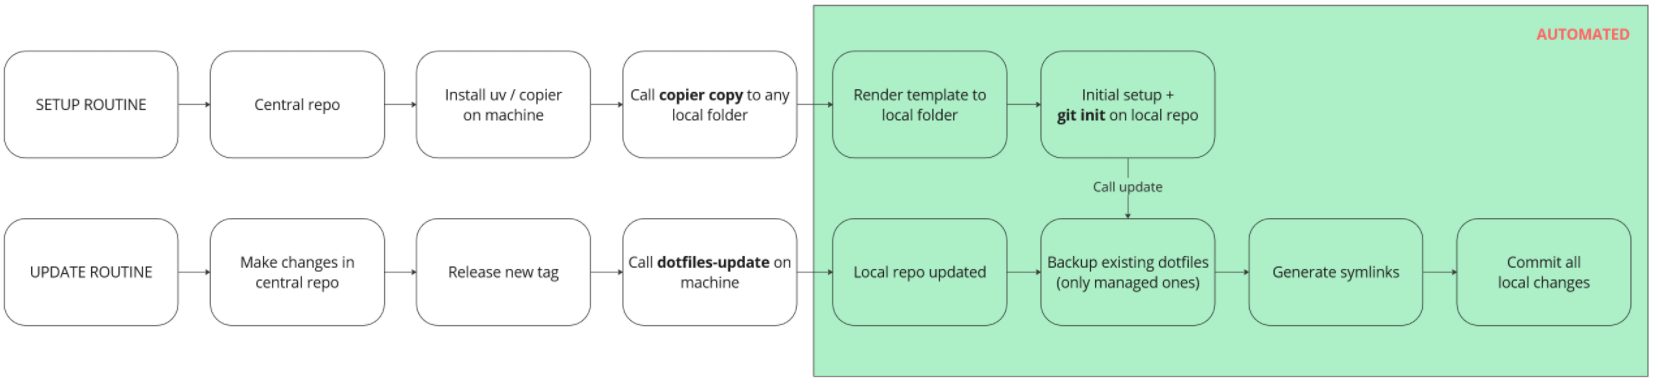 AUTOMATED
SETUP ROUTINE
Central repo
Install uv / copier
on machine
Call copier copy to any
local folder
Render template to
local folder
Initial setup +
git init on local repo
Call update
UPDATE ROUTINE
Make changes in
central repo
Release new tag
Call dotfiles-update on
machine
Local repo updated
Backup existing dotfiles
(only managed ones)
Generate symlinks
Commit all
local changes